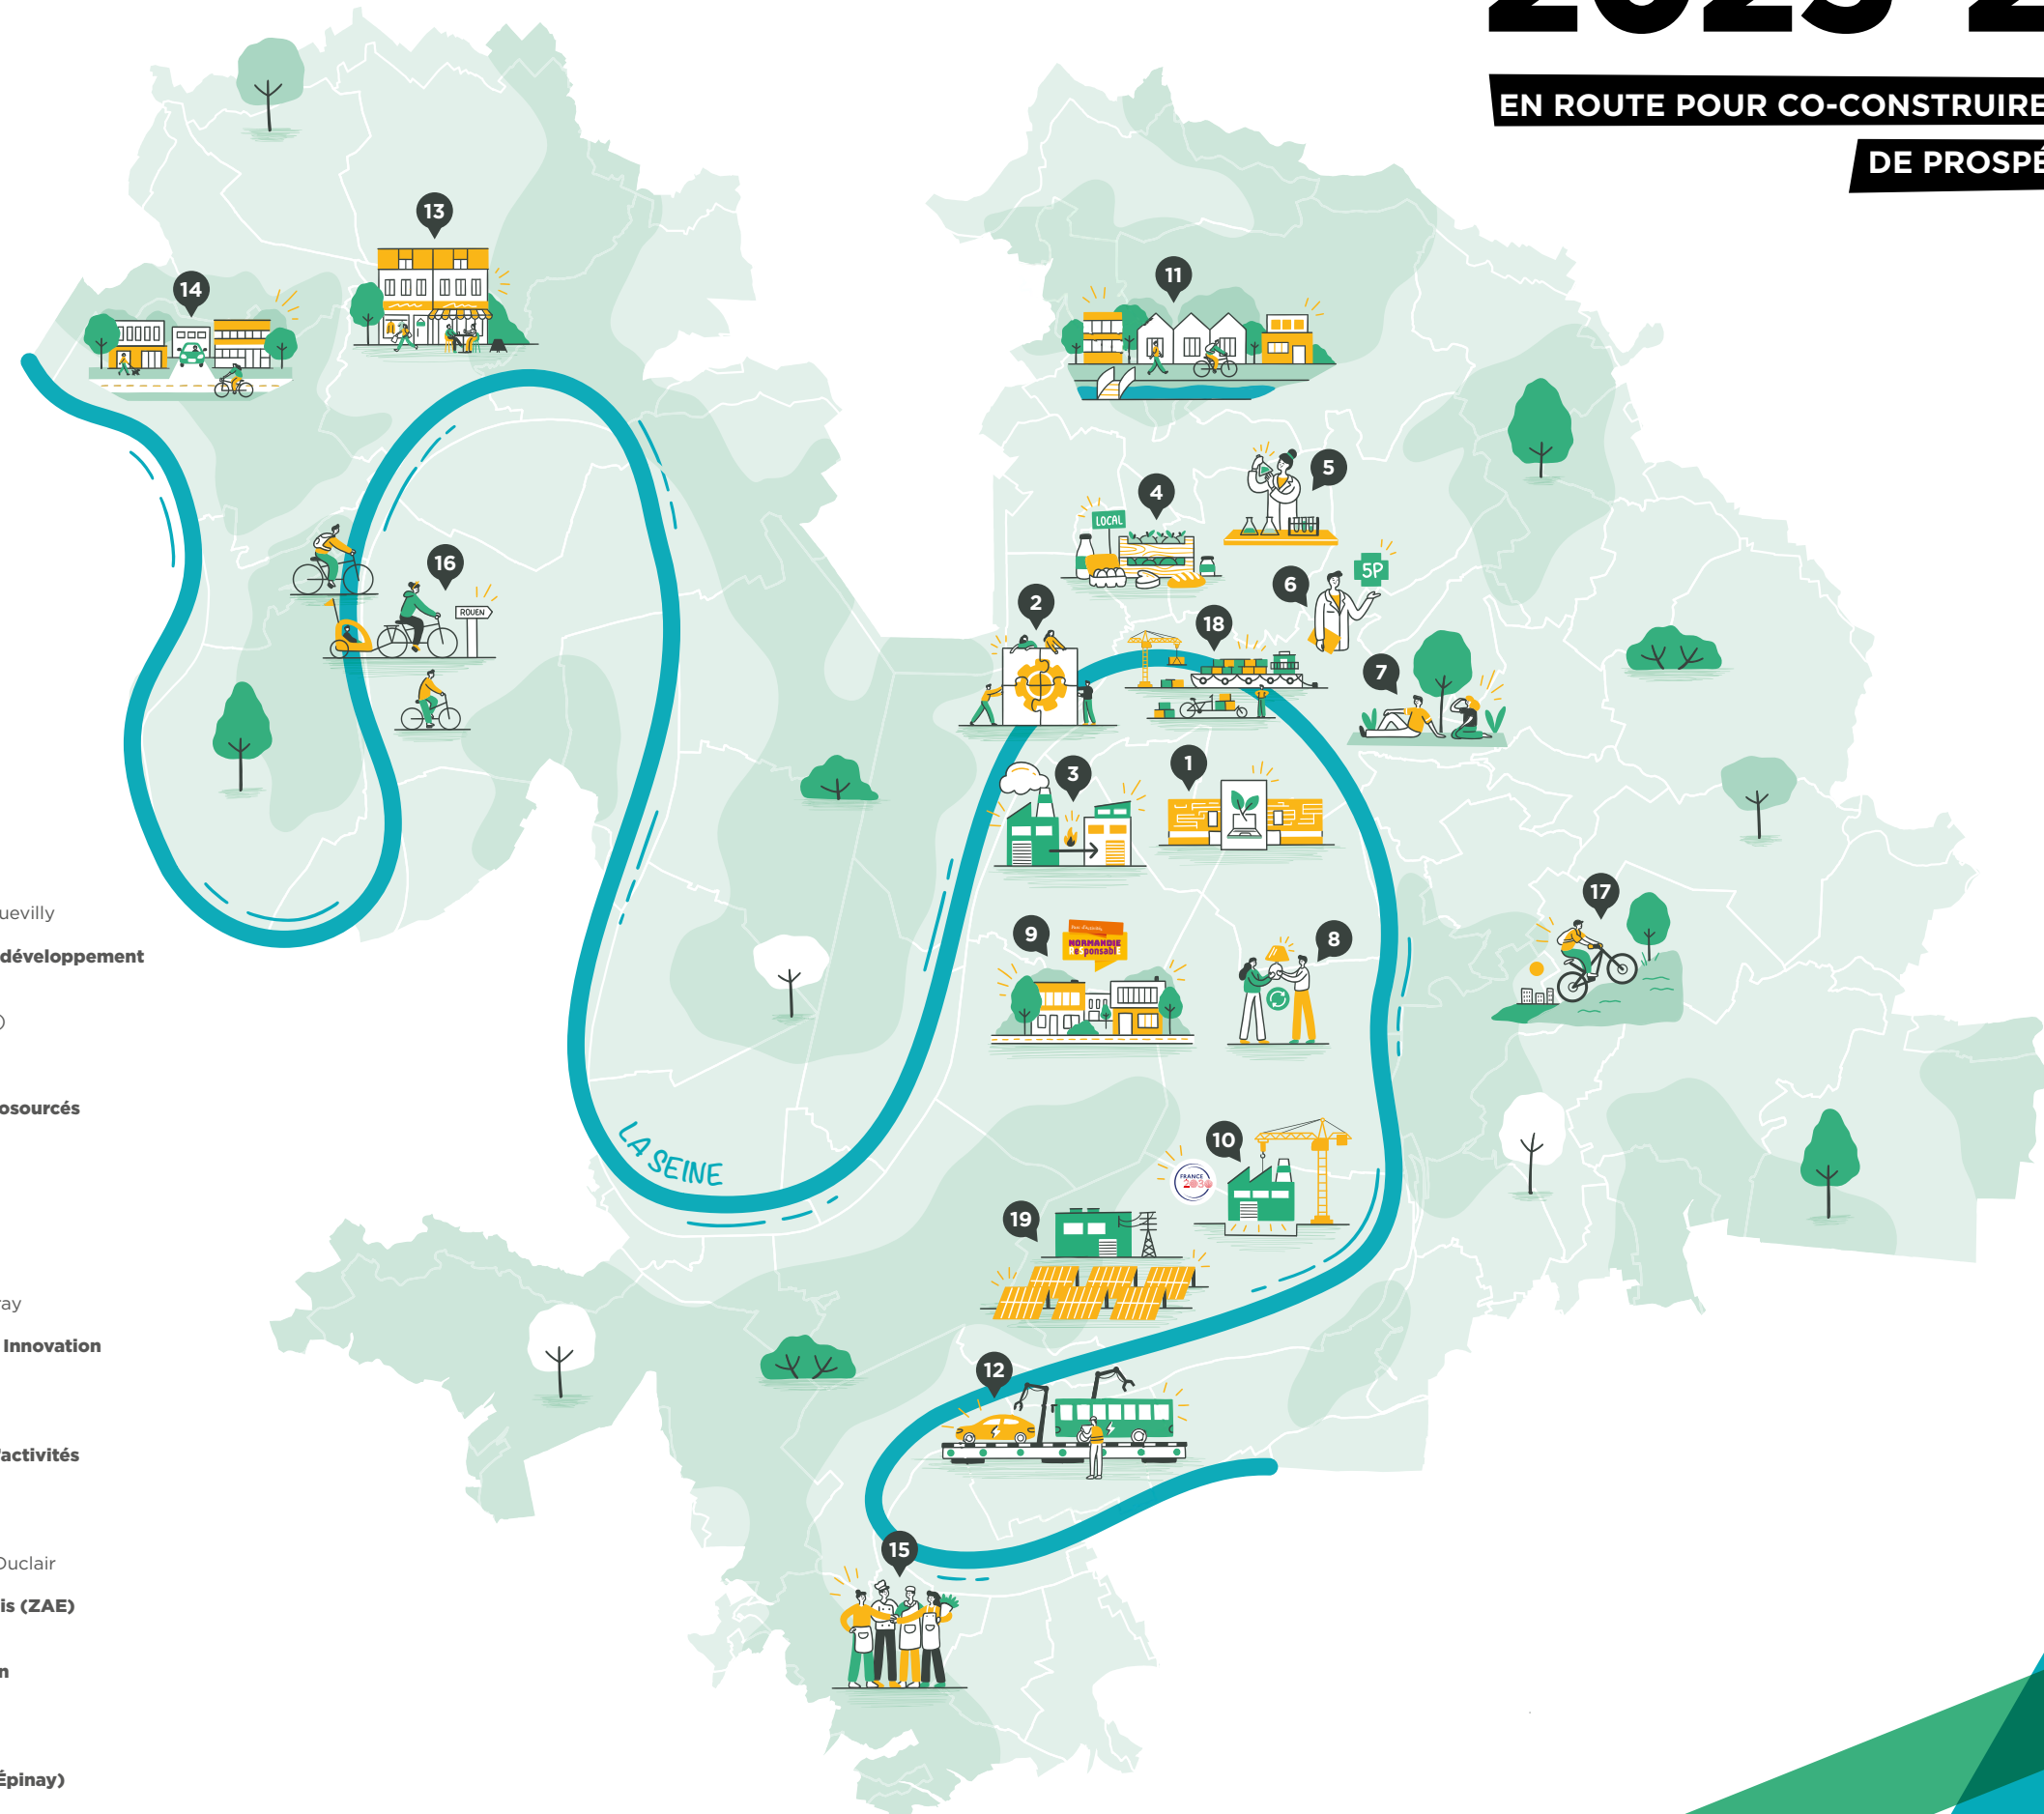 EN ROUTE POUR CO-CONSTRUIRE
DE PROSPÉ
13
14
11
5
4
LOCAL
16
ROUEN
6
5P
2
18
7
3
1
17
9
NORMANDIE
8
uevilly
développement
)
osourcés
LA SEINE
10
FRANCE
2030
19
ray
Innovation
12
'activités
15
Duclair
is (ZAE)
n
Épinay)